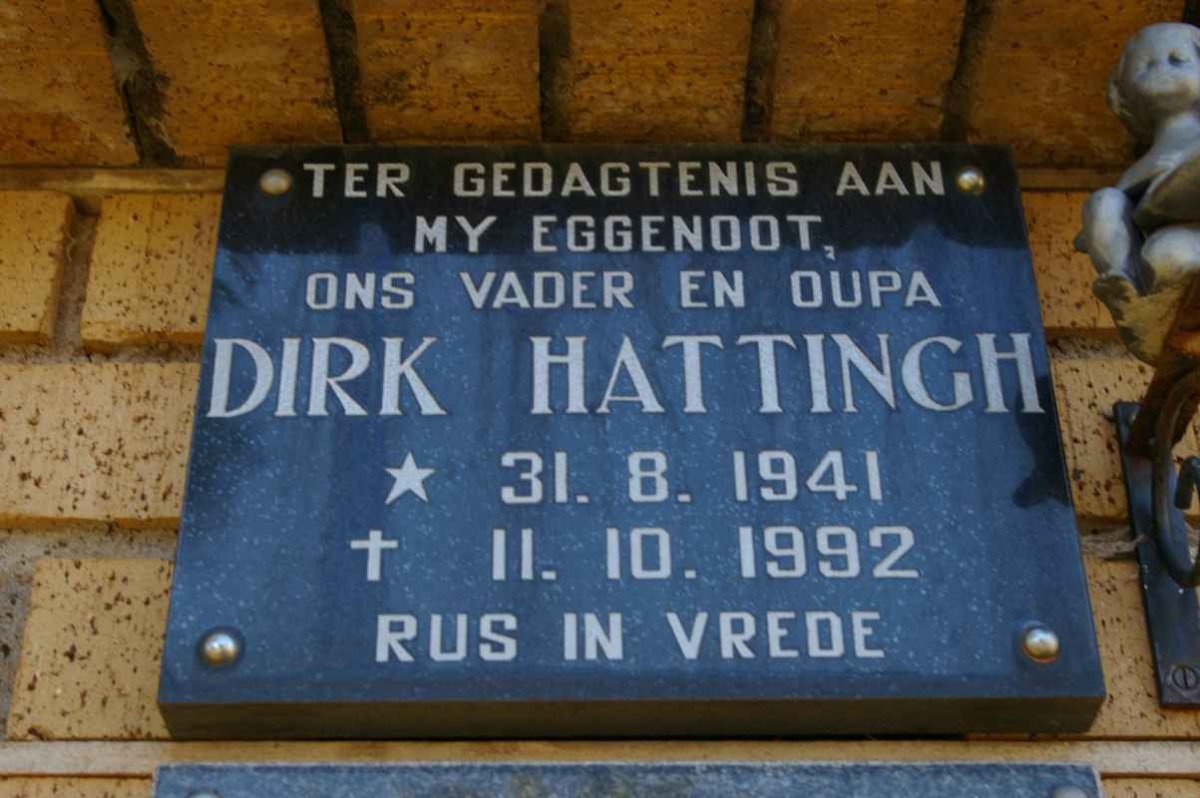 TER GEDAGTENIS AAN
MY EGGENOOT,
ONS VADER EN OUPA
DIRK HATTINGH
★ 31. 8. 1941
✝ 11. 10. 1992
RUS IN VREDE